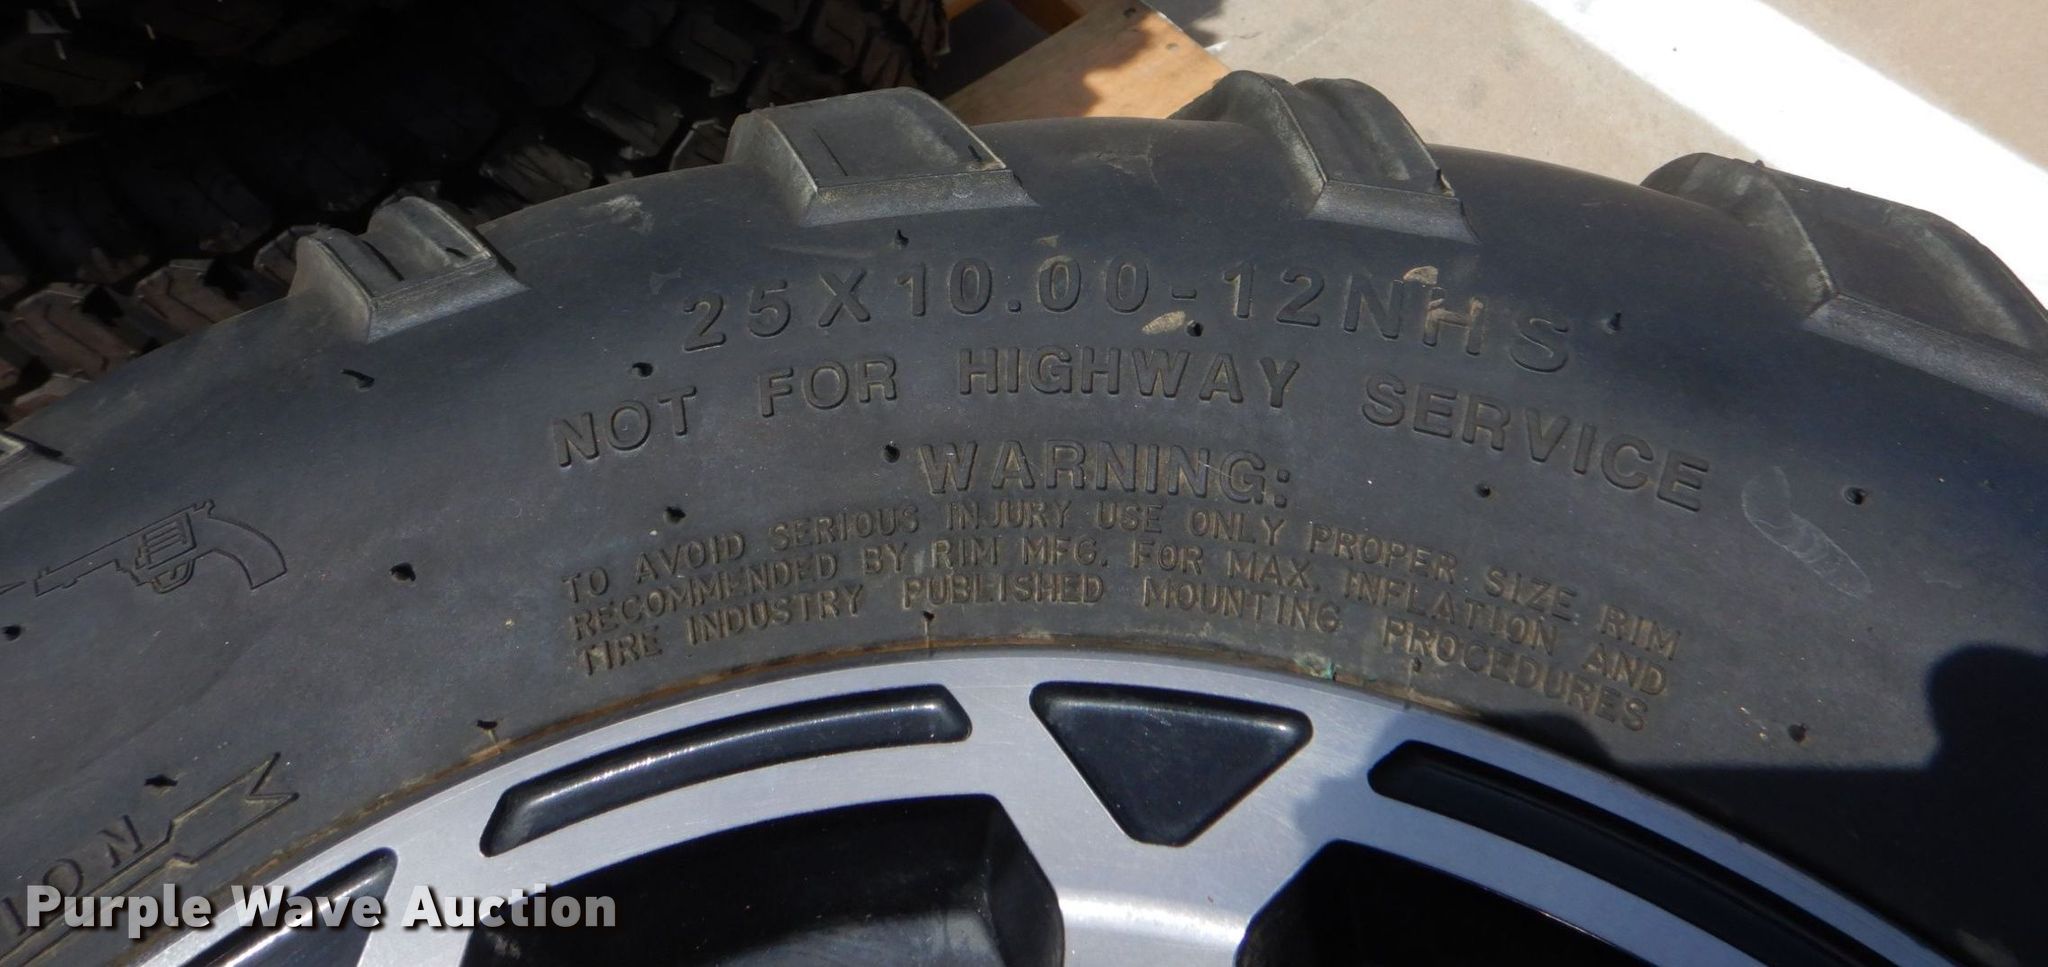 25X10.00-12NHS
NOT FOR HIGHWAY SERVICE
WARNING:
TO AVOID SERIOUS INJURY USE ONLY PROPER SIZE RIM
RECOMMENDED BY RIM MFG. FOR MAX. INFLATION AND
TIRE INDUSTRY PUBLISHED MOUNTING PROCEDURES
Purple Wave Auction